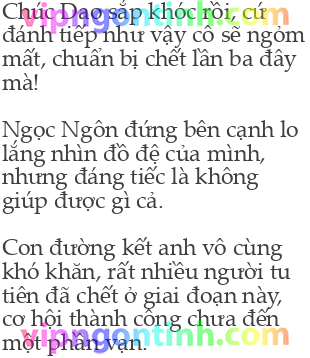 Chúc Dao sắp khóc rồi, cứ
đánh tiếp như vậy cô sẽ ngỏm
mất, chuẩn bị chết lần ba đây
mà!
Ngọc Ngôn đứng bên cạnh lo
lắng nhìn đồ đệ của mình,
nhưng đáng tiếc là không
giúp được gì cả.
Con đường kết anh vô cùng
khó khăn, rất nhiều người tu
tiên đã chết ở giai đoạn này,
cơ hội thành công chưa đến
một phần vạn.
vipngontinh.com
vipngontinh.com